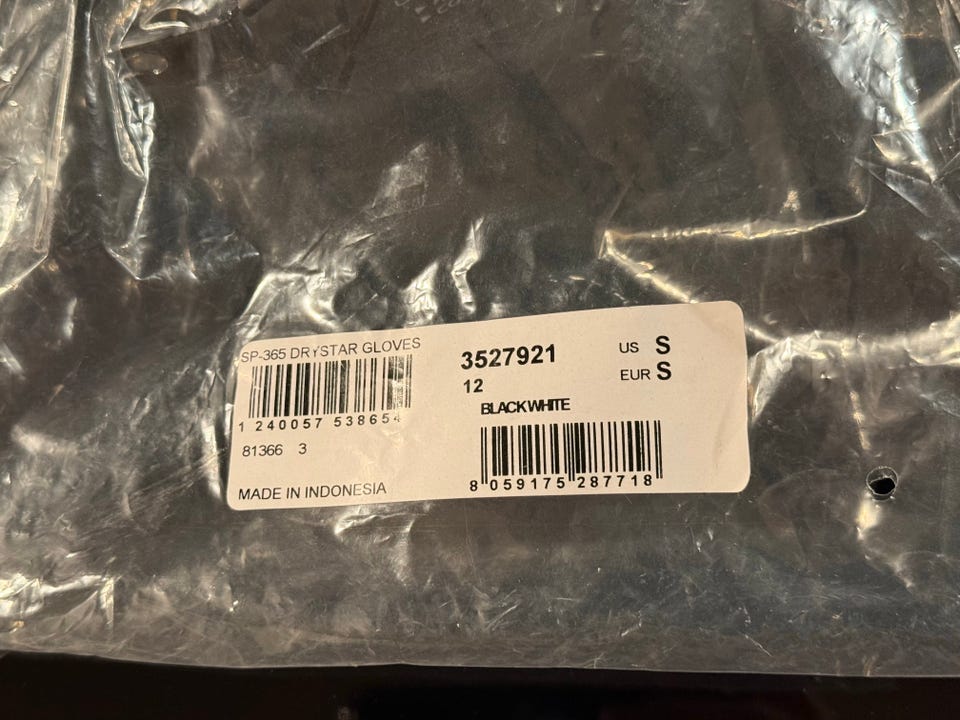 SP-365 DRYSTAR GLOVES
1 240057 538654
81366 3
MADE IN INDONESIA
3527921
12
BLACKWHITE
8 059175 287718
US S
EUR S